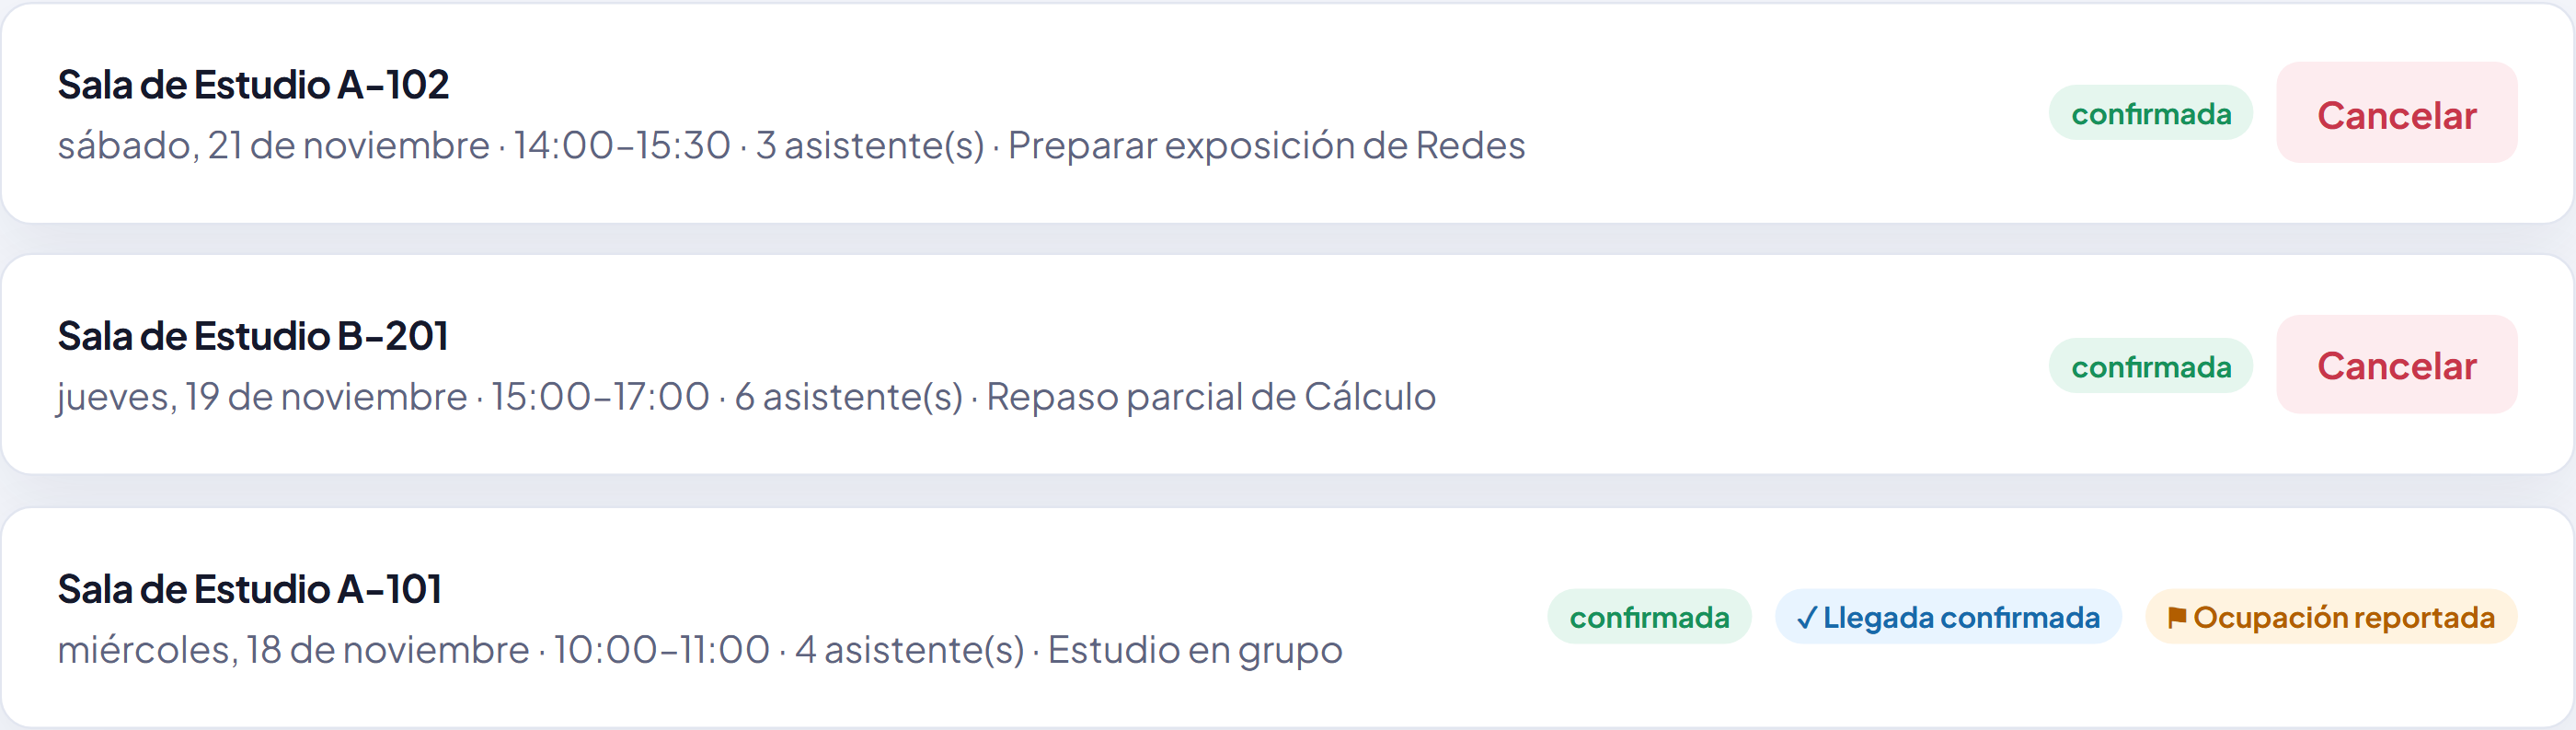 Sala de Estudio A-102
sábado, 21 de noviembre · 14:00–15:30 · 3 asistente(s) · Preparar exposición de Redes
confirmada
Cancelar
Sala de Estudio B-201
jueves, 19 de noviembre · 15:00–17:00 · 6 asistente(s) · Repaso parcial de Cálculo
confirmada
Cancelar
Sala de Estudio A-101
miércoles, 18 de noviembre · 10:00–11:00 · 4 asistente(s) · Estudio en grupo
confirmada
✓ Llegada confirmada
⚑ Ocupación reportada